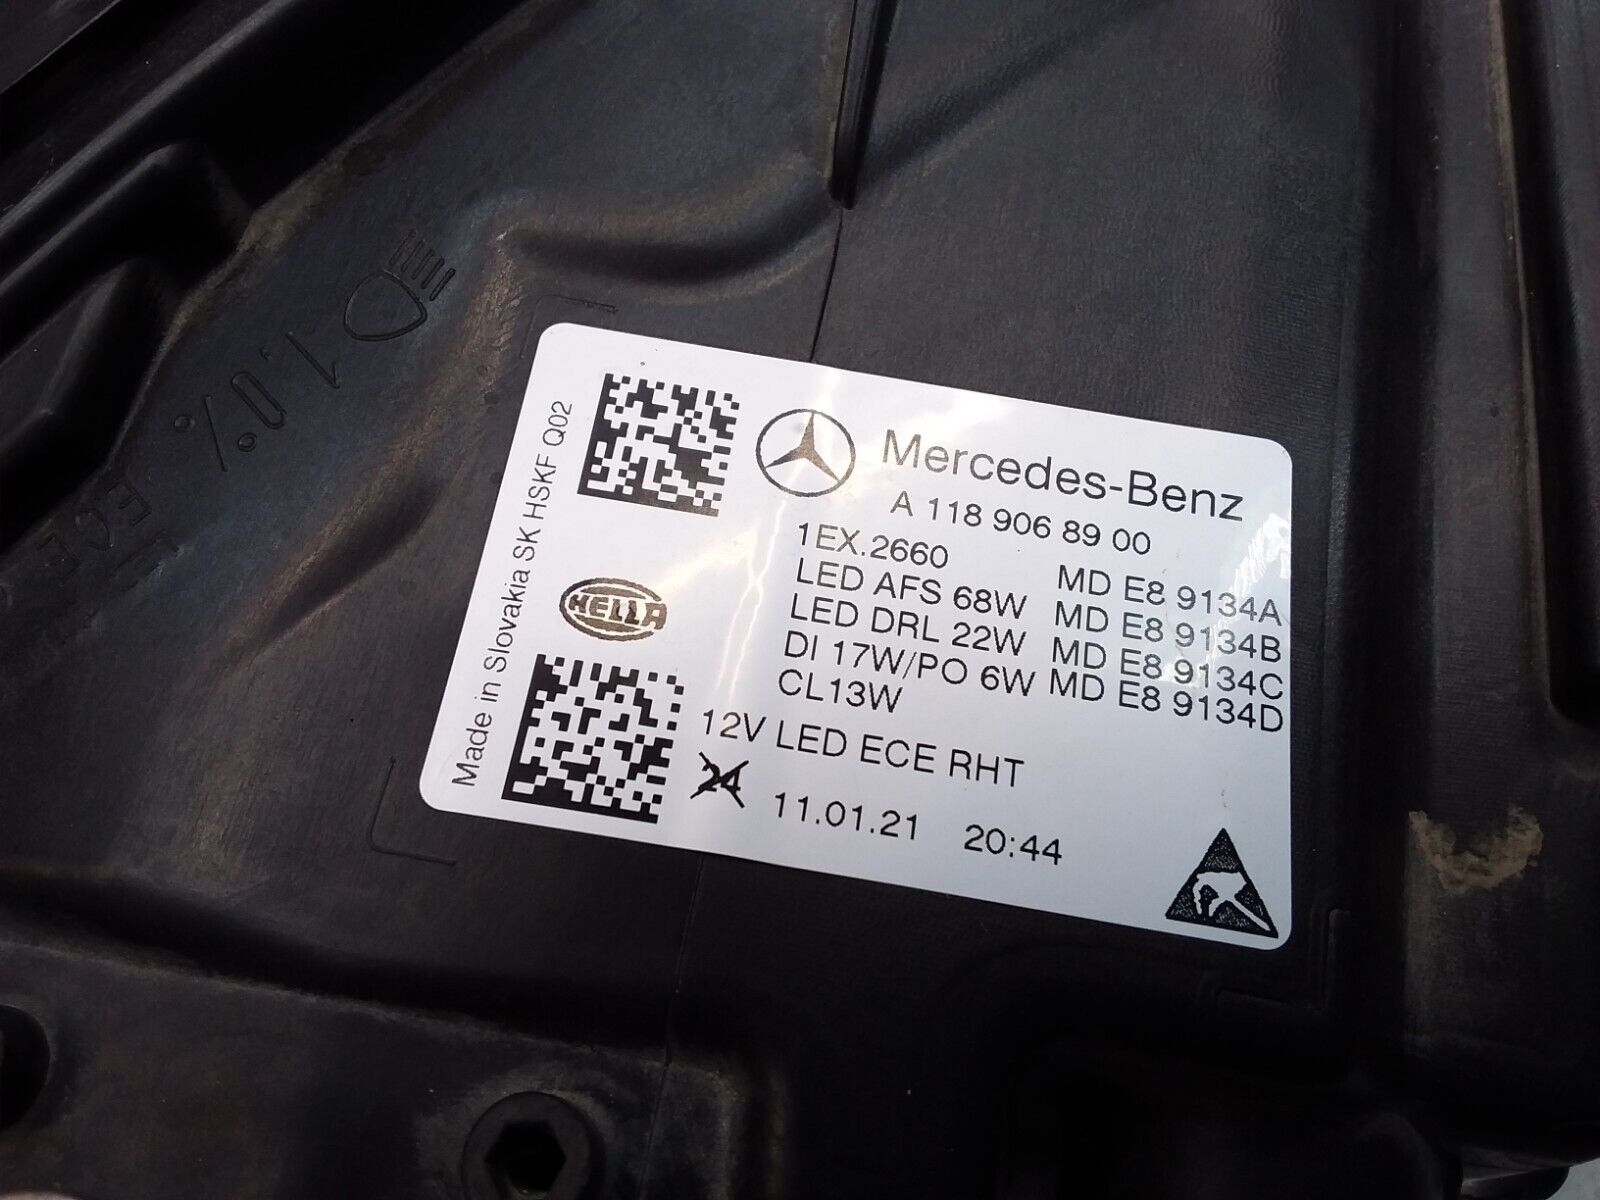 1,0%
ECE
Made in Slovakia SK HSKF Q02
Mercedes-Benz
A 118 906 89 00
1EX.2660
LED AFS 68W MD E8 9134A
LED DRL 22W MD E8 9134B
DI 17W/PO 6W MD E8 9134C
CL13W MD E8 9134D
HELLA
12V LED ECE RHT
24 11.01.21 20:44